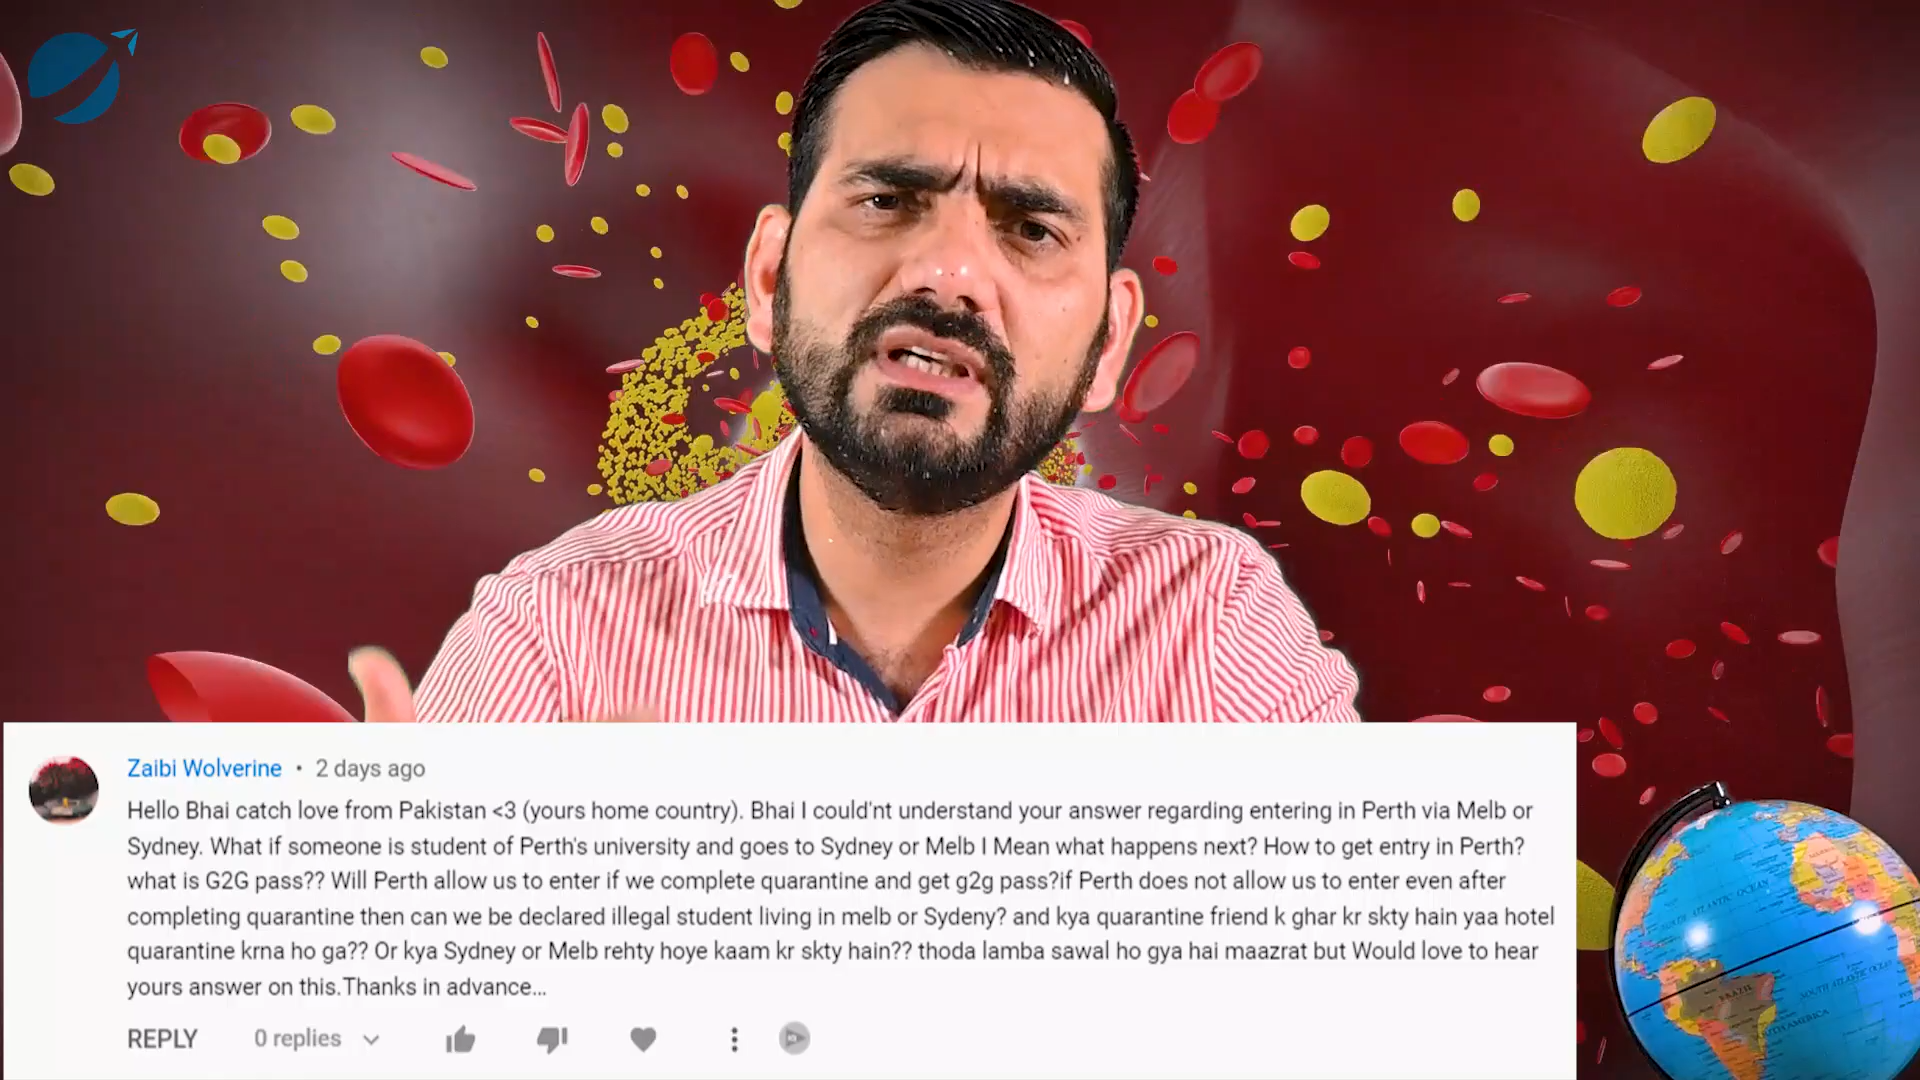 Zaibi Wolverine • 2 days ago
Hello Bhai catch love from Pakistan <3 (yours home country). Bhai I could'nt understand your answer regarding entering in Perth via Melb or
Sydney. What if someone is student of Perth's university and goes to Sydney or Melb I Mean what happens next? How to get entry in Perth?
what is G2G pass?? Will Perth allow us to enter if we complete quarantine and get g2g pass?if Perth does not allow us to enter even after
completing quarantine then can we be declared illegal student living in melb or Sydeny? and kya quarantine friend k ghar kr skty hain yaa hotel
quarantine krna ho ga?? Or kya Sydney or Melb rehty hoye kaam kr skty hain?? thoda lamba sawal ho gya hai maazrat but Would love to hear
yours answer on this.Thanks in advance...
REPLY 0 replies
BRAZIL